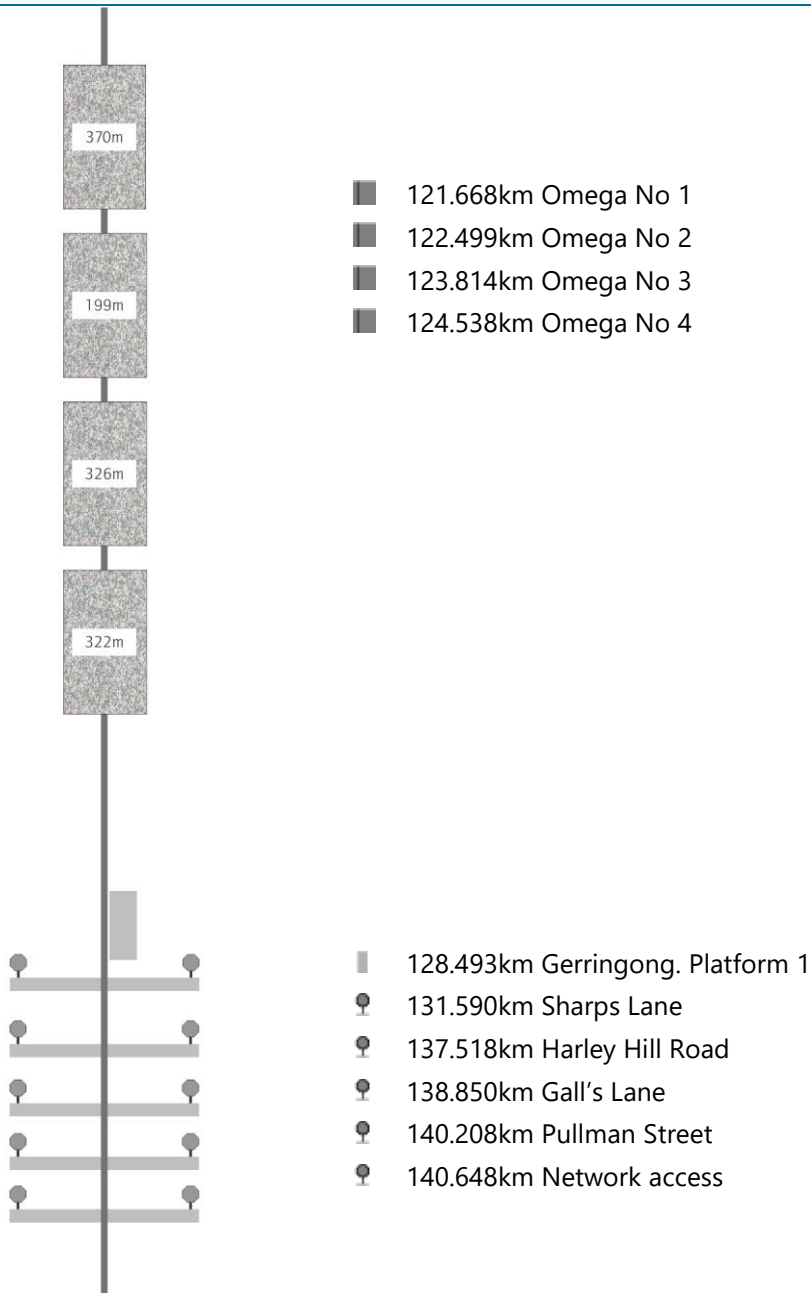 370m
121.668km Omega No 1
122.499km Omega No 2
199m
123.814km Omega No 3
124.538km Omega No 4
326m
322m
128.493km Gerringong. Platform 1
131.590km Sharps Lane
137.518km Harley Hill Road
138.850km Gall’s Lane
140.208km Pullman Street
140.648km Network access